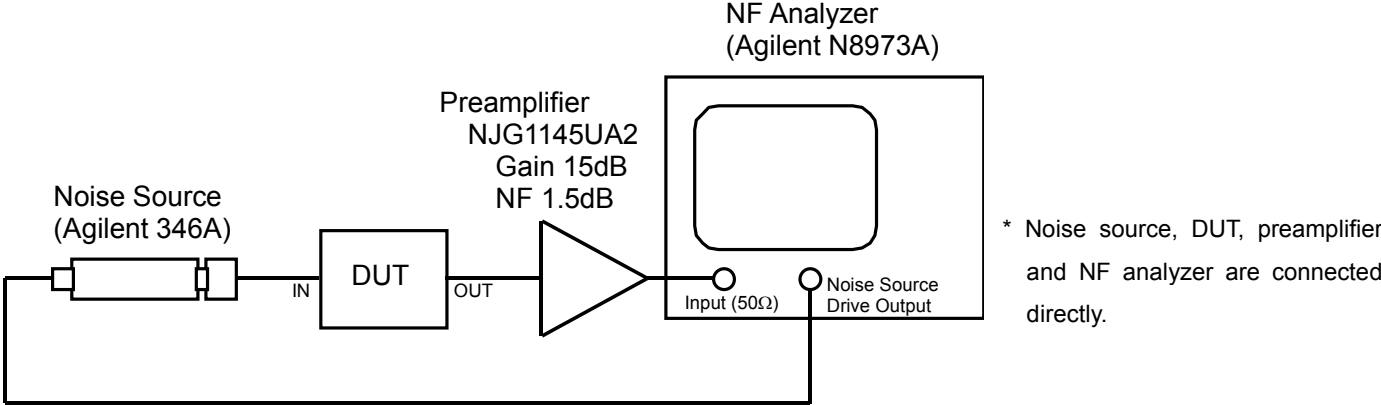 NF Analyzer
(Agilent N8973A)
Preamplifier
NJG1145UA2
Gain 15dB
NF 1.5dB
Noise Source
(Agilent 346A)
IN
DUT
OUT
Input (50Ω)
Noise Source
Drive Output
* Noise source, DUT, preamplifier
and NF analyzer are connected
directly.